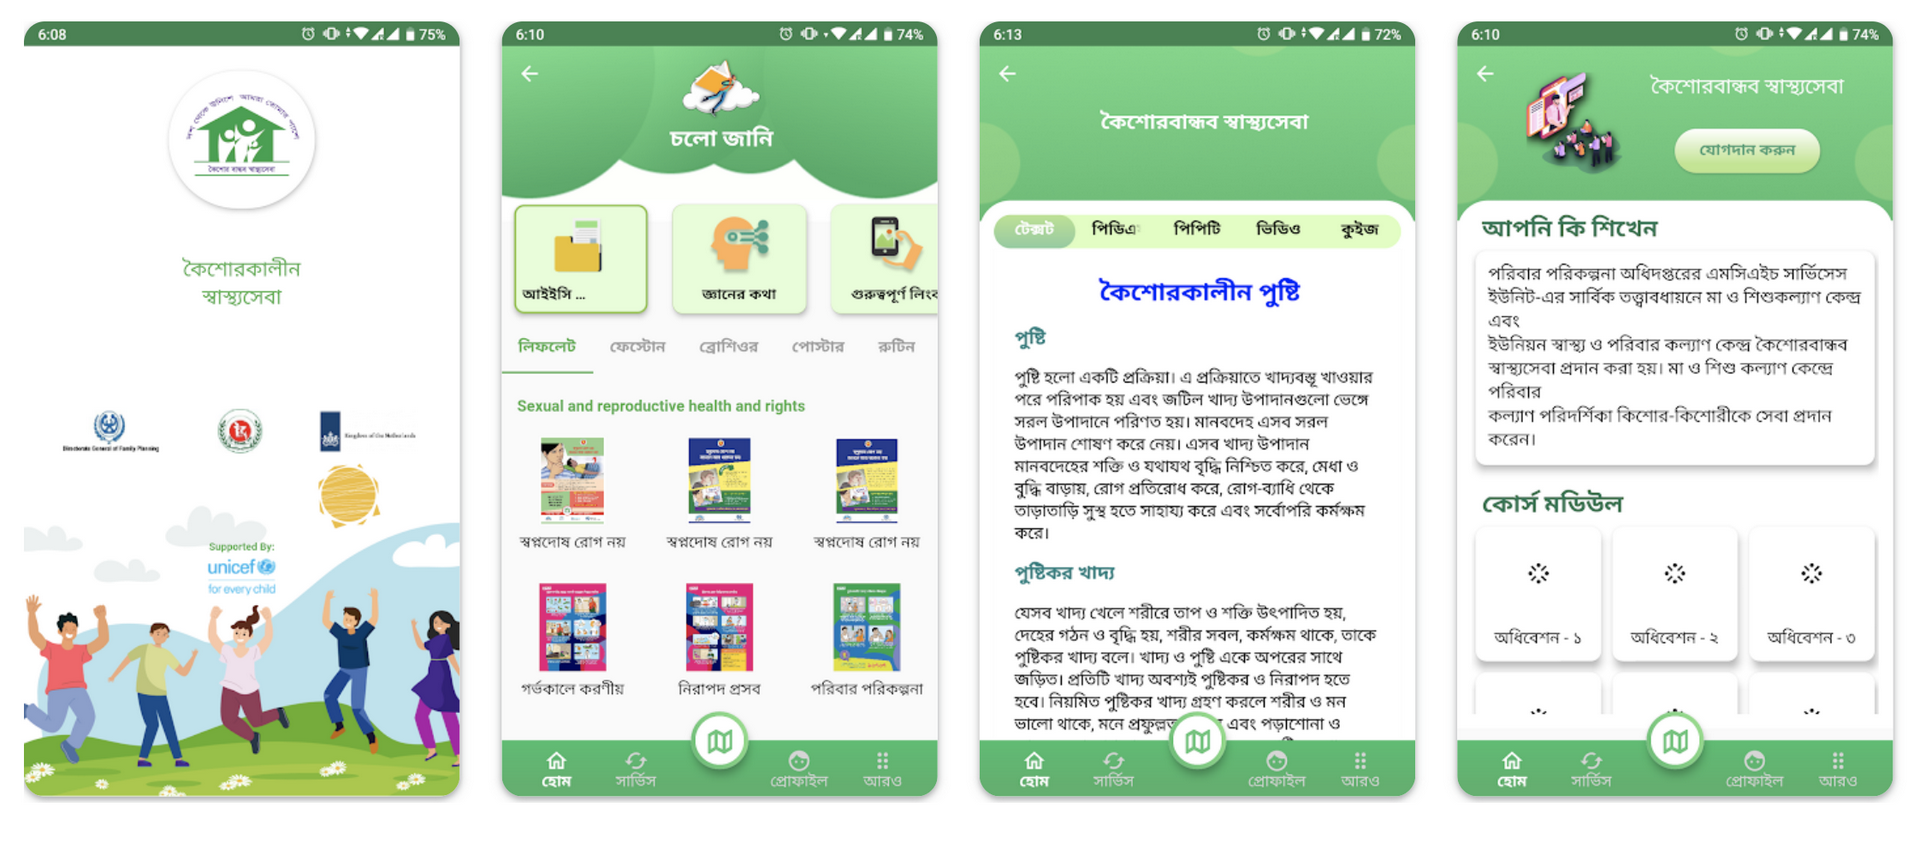 6:08
75%
দশ থেকে ঊনিশে আমরা তোমার পাশে
কৈশোর বান্ধব স্বাস্থ্যসেবা
কৈশোরকালীন
স্বাস্থ্যসেবা
Directorate General of Family Planning
Kingdom of the Netherlands
Supported By:
unicef
for every child
6:10
74%
চলো জানি
আইইসি ...
জ্ঞানের কথা
গুরুত্বপূর্ণ লিংক
লিফলেট
ফেস্টোন
ব্রোশিওর
পোস্টার
রুটিন
Sexual and reproductive health and rights
স্বপ্নদোষ রোগ নয়
স্বপ্নদোষ রোগ নয়
স্বপ্নদোষ রোগ নয়
গর্ভকালে করণীয়
নিরাপদ প্রসব
পরিবার পরিকল্পনা
হোম
সার্ভিস
প্রোফাইল
আরও
6:13
72%
কৈশোরবান্ধব স্বাস্থ্যসেবা
টেক্সট
পিডিএ
পিপিটি
ভিডিও
কুইজ
কৈশোরকালীন পুষ্টি
পুষ্টি
পুষ্টি হলো একটি প্রক্রিয়া। এ প্রক্রিয়াতে খাদ্যবস্তু খাওয়ার
পরে পরিপাক হয় এবং জটিল খাদ্য উপাদানগুলো ভেঙ্গে
সরল উপাদানে পরিণত হয়। মানবদেহ এসব সরল
উপাদান শোষণ করে নেয়। এসব খাদ্য উপাদান
মানবদেহের শক্তি ও যথাযথ বৃদ্ধি নিশ্চিত করে, মেধা ও
বুদ্ধি বাড়ায়, রোগ প্রতিরোধ করে, রোগ-ব্যাধি থেকে
তাড়াতাড়ি সুস্থ হতে সাহায্য করে এবং সর্বোপরি কর্মক্ষম
করে।
পুষ্টিকর খাদ্য
যেসব খাদ্য খেলে শরীরে তাপ ও শক্তি উৎপাদিত হয়,
দেহের গঠন ও বৃদ্ধি হয়, শরীর সবল, কর্মক্ষম থাকে, তাকে
পুষ্টিকর খাদ্য বলে। খাদ্য ও পুষ্টি একে অপরের সাথে
জড়িত। প্রতিটি খাদ্য অবশ্যই পুষ্টিকর ও নিরাপদ হতে
হবে। নিয়মিত পুষ্টিকর খাদ্য গ্রহণ করলে শরীর ও মন
ভালো থাকে, মনে এবং পড়াশোনা ও
হোম
সার্ভিস
প্রোফাইল
আরও
6:10
74%
কৈশোরবান্ধব স্বাস্থ্যসেবা
যোগদান করুন
আপনি কি শিখেন
পরিবার পরিকল্পনা অধিদপ্তরের এমসিএইচ সার্ভিসেস
ইউনিট-এর সার্বিক তত্ত্বাবধায়নে মা ও শিশুকল্যাণ কেন্দ্র
এবং
ইউনিয়ন স্বাস্থ্য ও পরিবার কল্যাণ কেন্দ্র কৈশোরবান্ধব
স্বাস্থ্যসেবা প্রদান করা হয়। মা ও শিশু কল্যাণ কেন্দ্রে
পরিবার
কল্যাণ পরিদর্শিকা কিশোর-কিশোরীকে সেবা প্রদান
করেন।
কোর্স মডিউল
অধিবেশন - ১
অধিবেশন - ২
অধিবেশন - ৩
হোম
সার্ভিস
প্রোফাইল
আরও